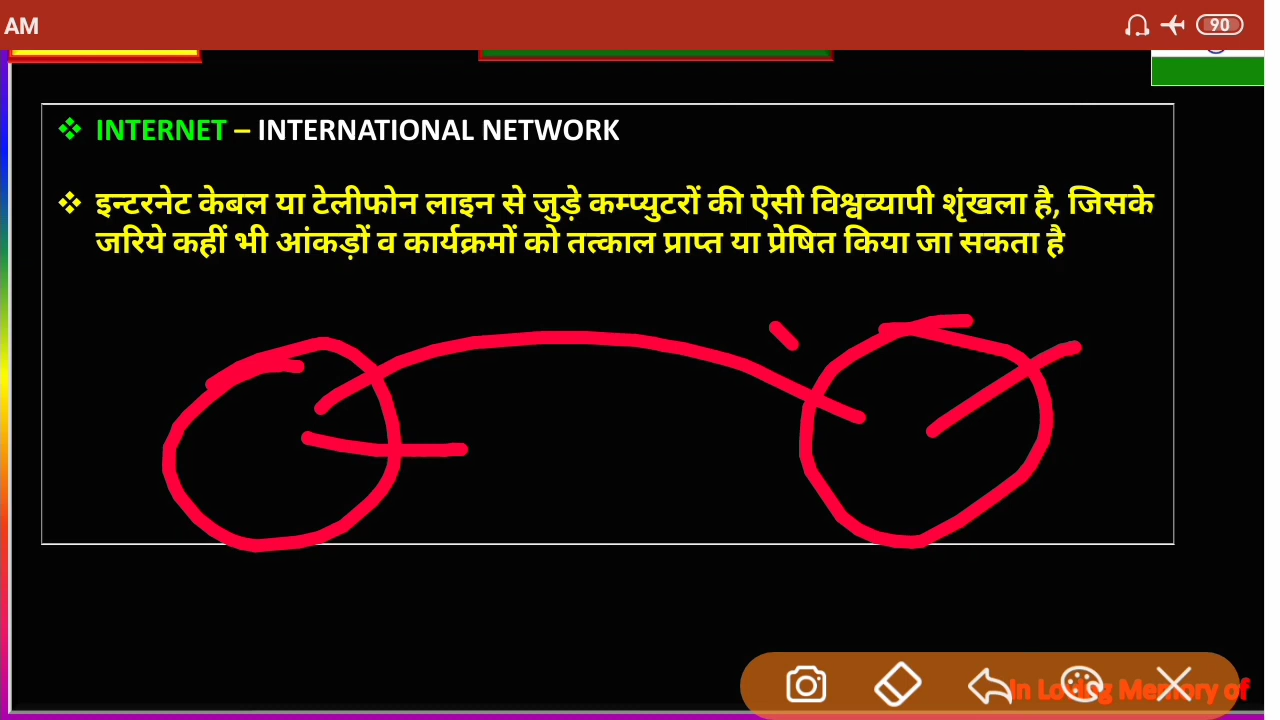 AM
90
INTERNET – INTERNATIONAL NETWORK
इन्टरनेट केबल या टेलीफोन लाइन से जुड़े कम्प्युटरों की ऐसी विश्वव्यापी शृंखला है, जिसके
जरिये कहीं भी आंकड़ों व कार्यक्रमों को तत्काल प्राप्त या प्रेषित किया जा सकता है
In Loving Memory of